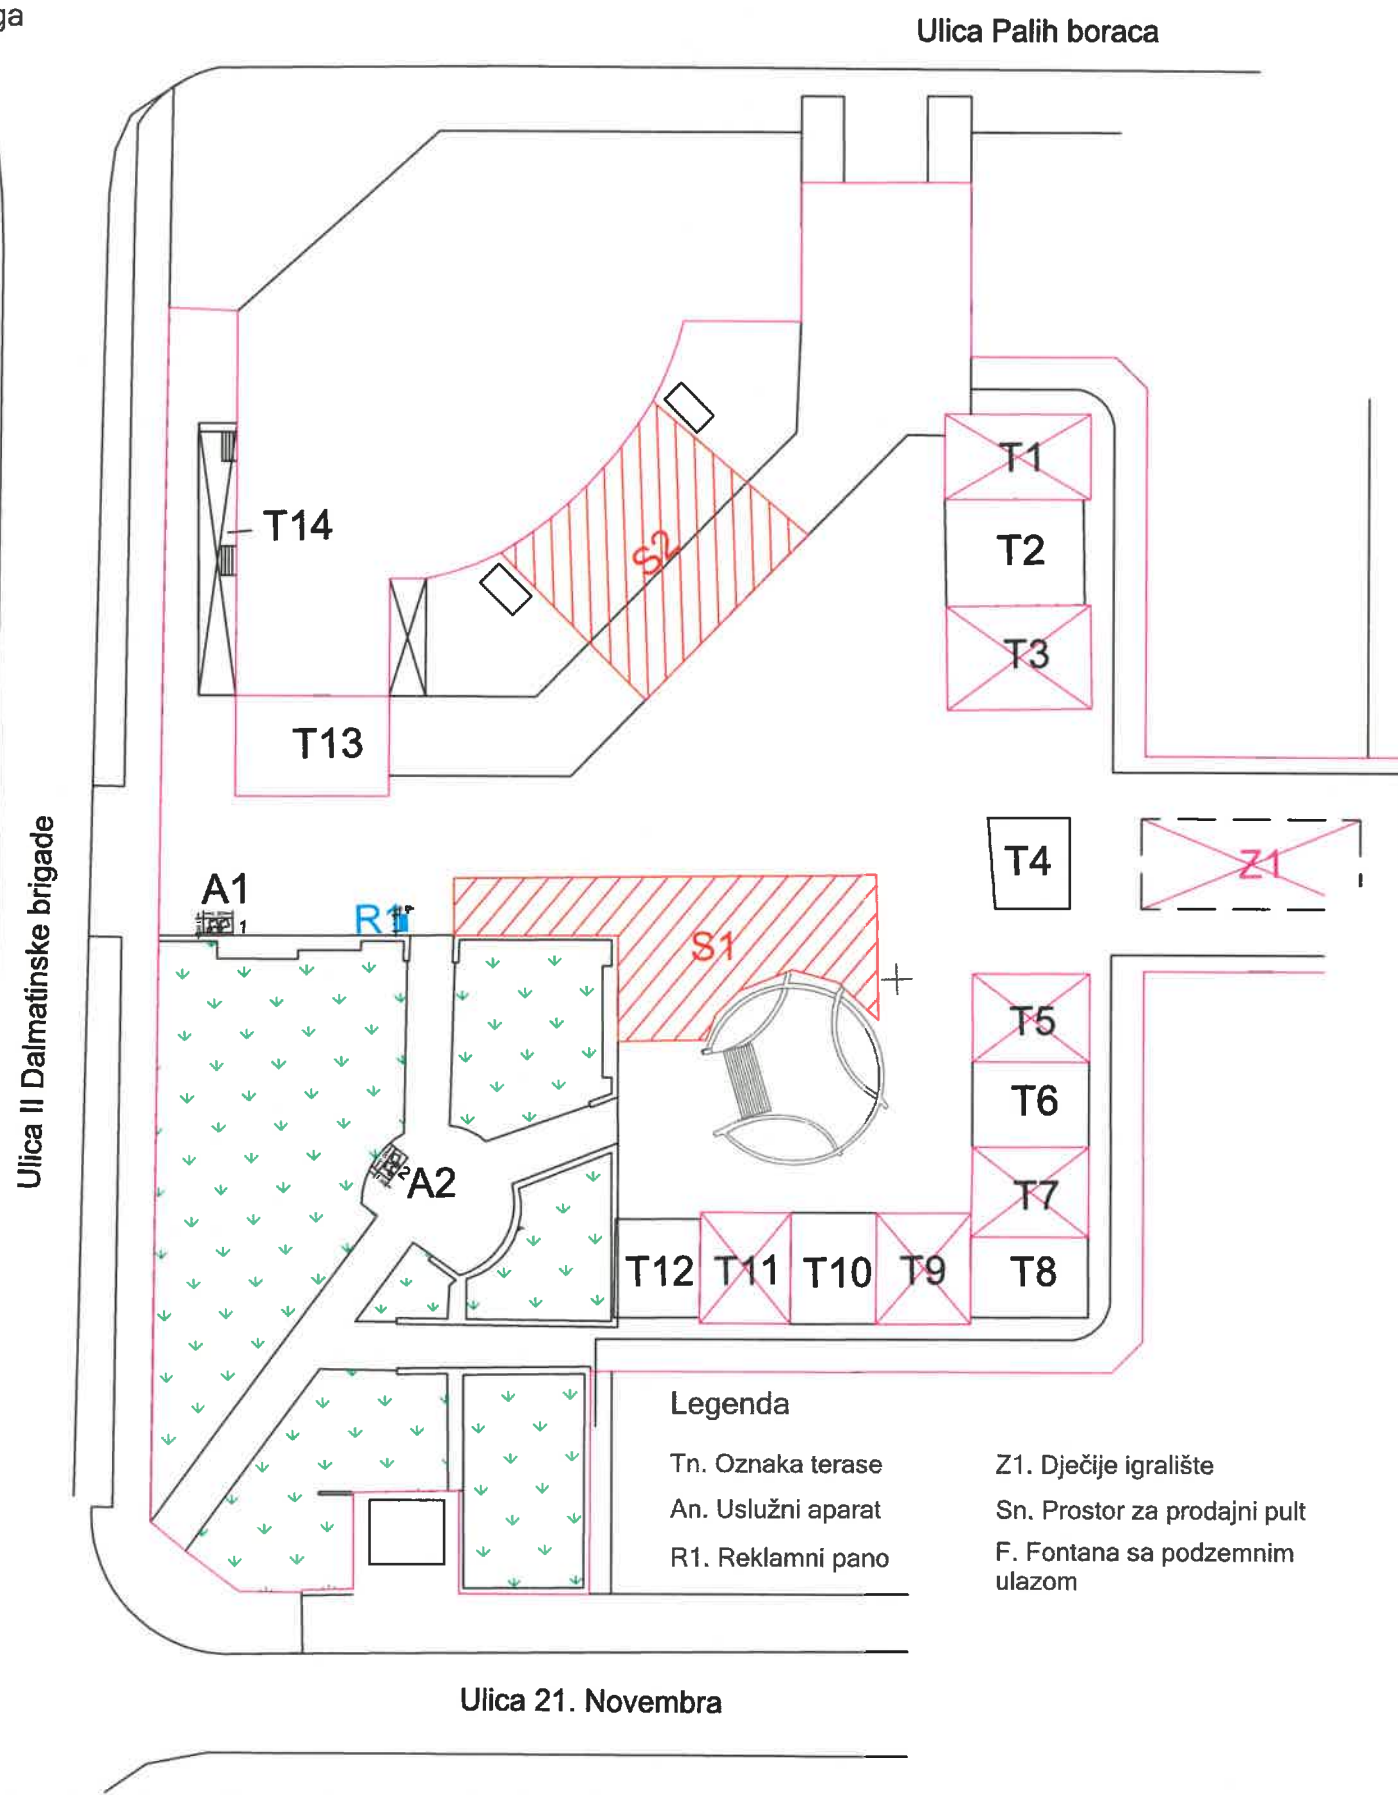 ga
Ulica Palih boraca
T1
T14
T2
S2
T3
T13
Ulica II Dalmatinske brigade
T4
Z1
A1
1
R1
S1
T5
T6
2
A2
T7
T12
T11
T10
T9
T8
Legenda
Tn. Oznaka terase
An. Uslužni aparat
R1. Reklamni pano
Z1. Dječije igralište
Sn. Prostor za prodajni pult
F. Fontana sa podzemnim
ulazom
Ulica 21. Novembra